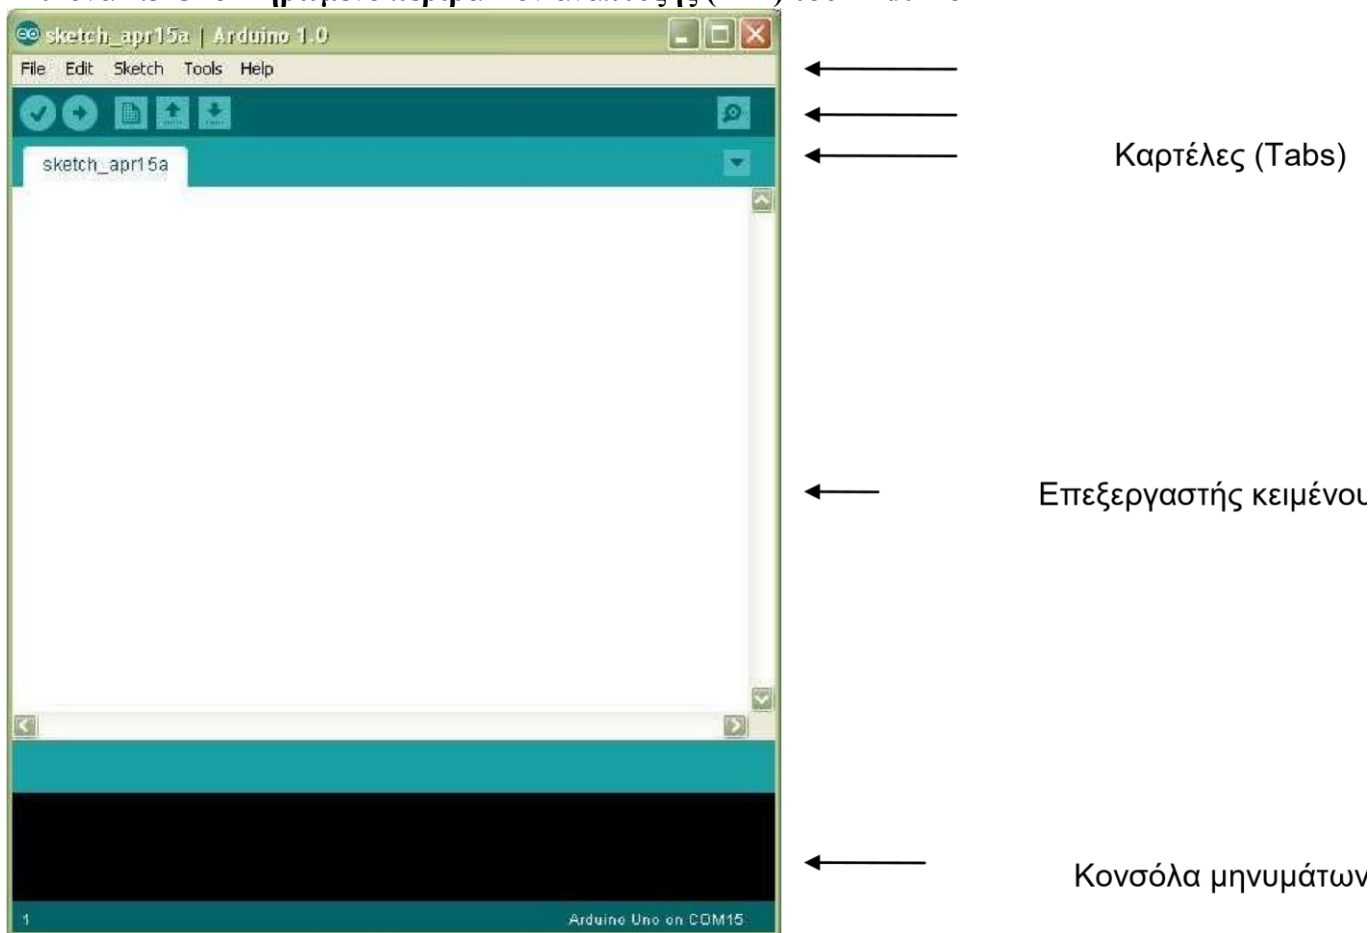 sketch_apr15a | Arduino 1.0
File Edit Sketch Tools Help
sketch_apr15a
Καρτέλες (Tabs)
Επεξεργαστής κειμένου
Κονσόλα μηνυμάτων
1
Arduino Uno on COM15